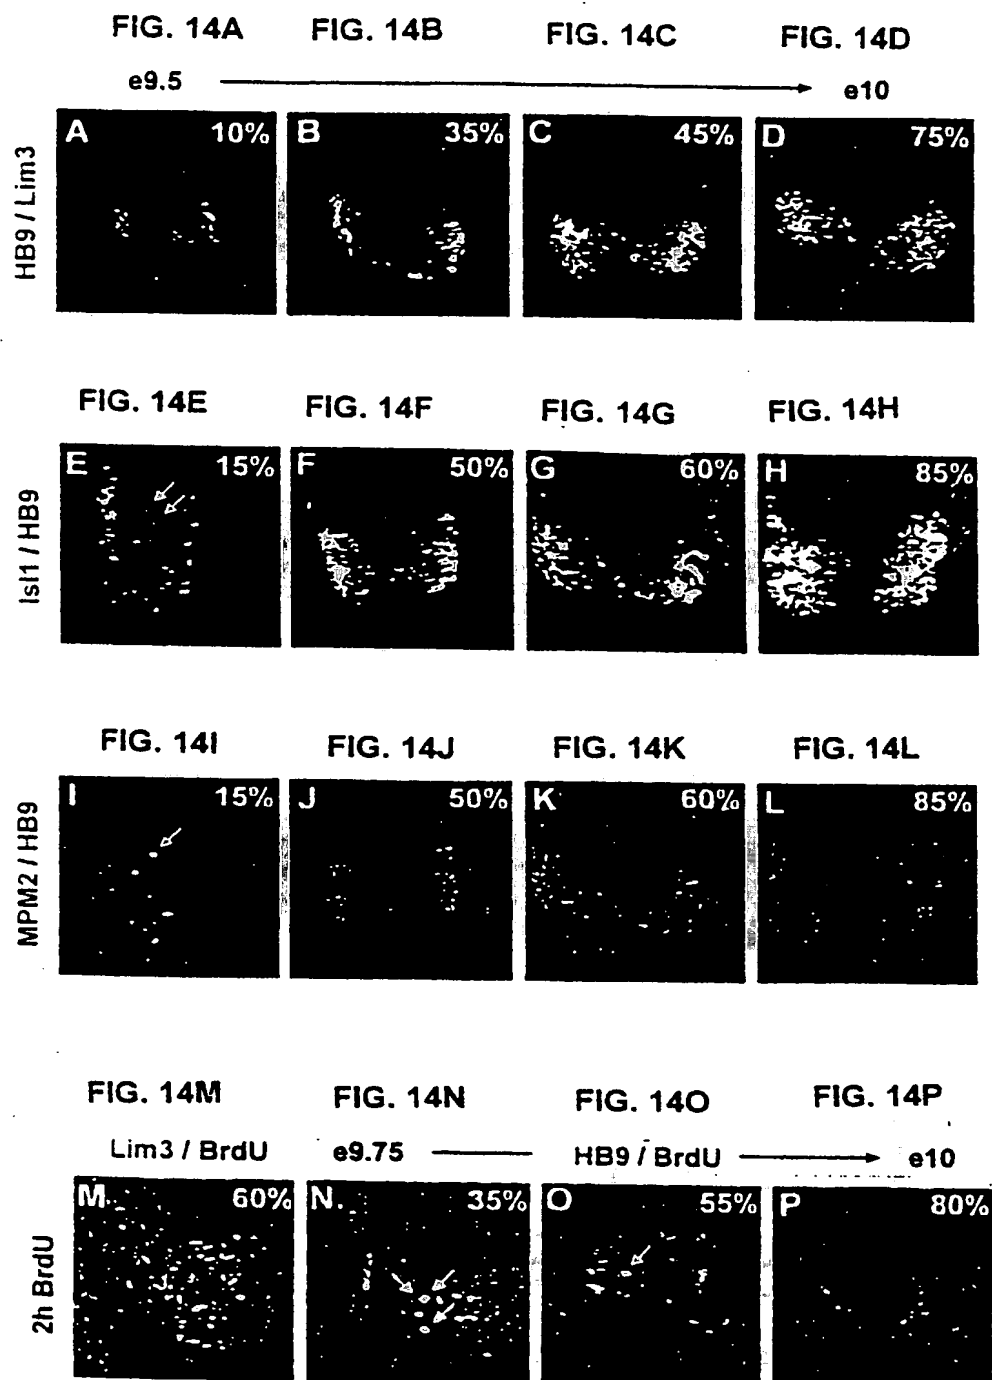 FIG. 14A FIG. 14B FIG. 14C FIG. 14D
e9.5 e10
HB9 / Lim3
A 10% B 35% C 45% D 75%
FIG. 14E FIG. 14F FIG. 14G FIG. 14H
Isl1 / HB9
E 15% F 50% G 60% H 85%
FIG. 14I FIG. 14J FIG. 14K FIG. 14L
MPM2 / HB9
I 15% J 50% K 60% L 85%
FIG. 14M FIG. 14N FIG. 14O FIG. 14P
Lim3 / BrdU e9.75 HB9 / BrdU e10
2h BrdU
M 60% N 35% O 55% P 80%